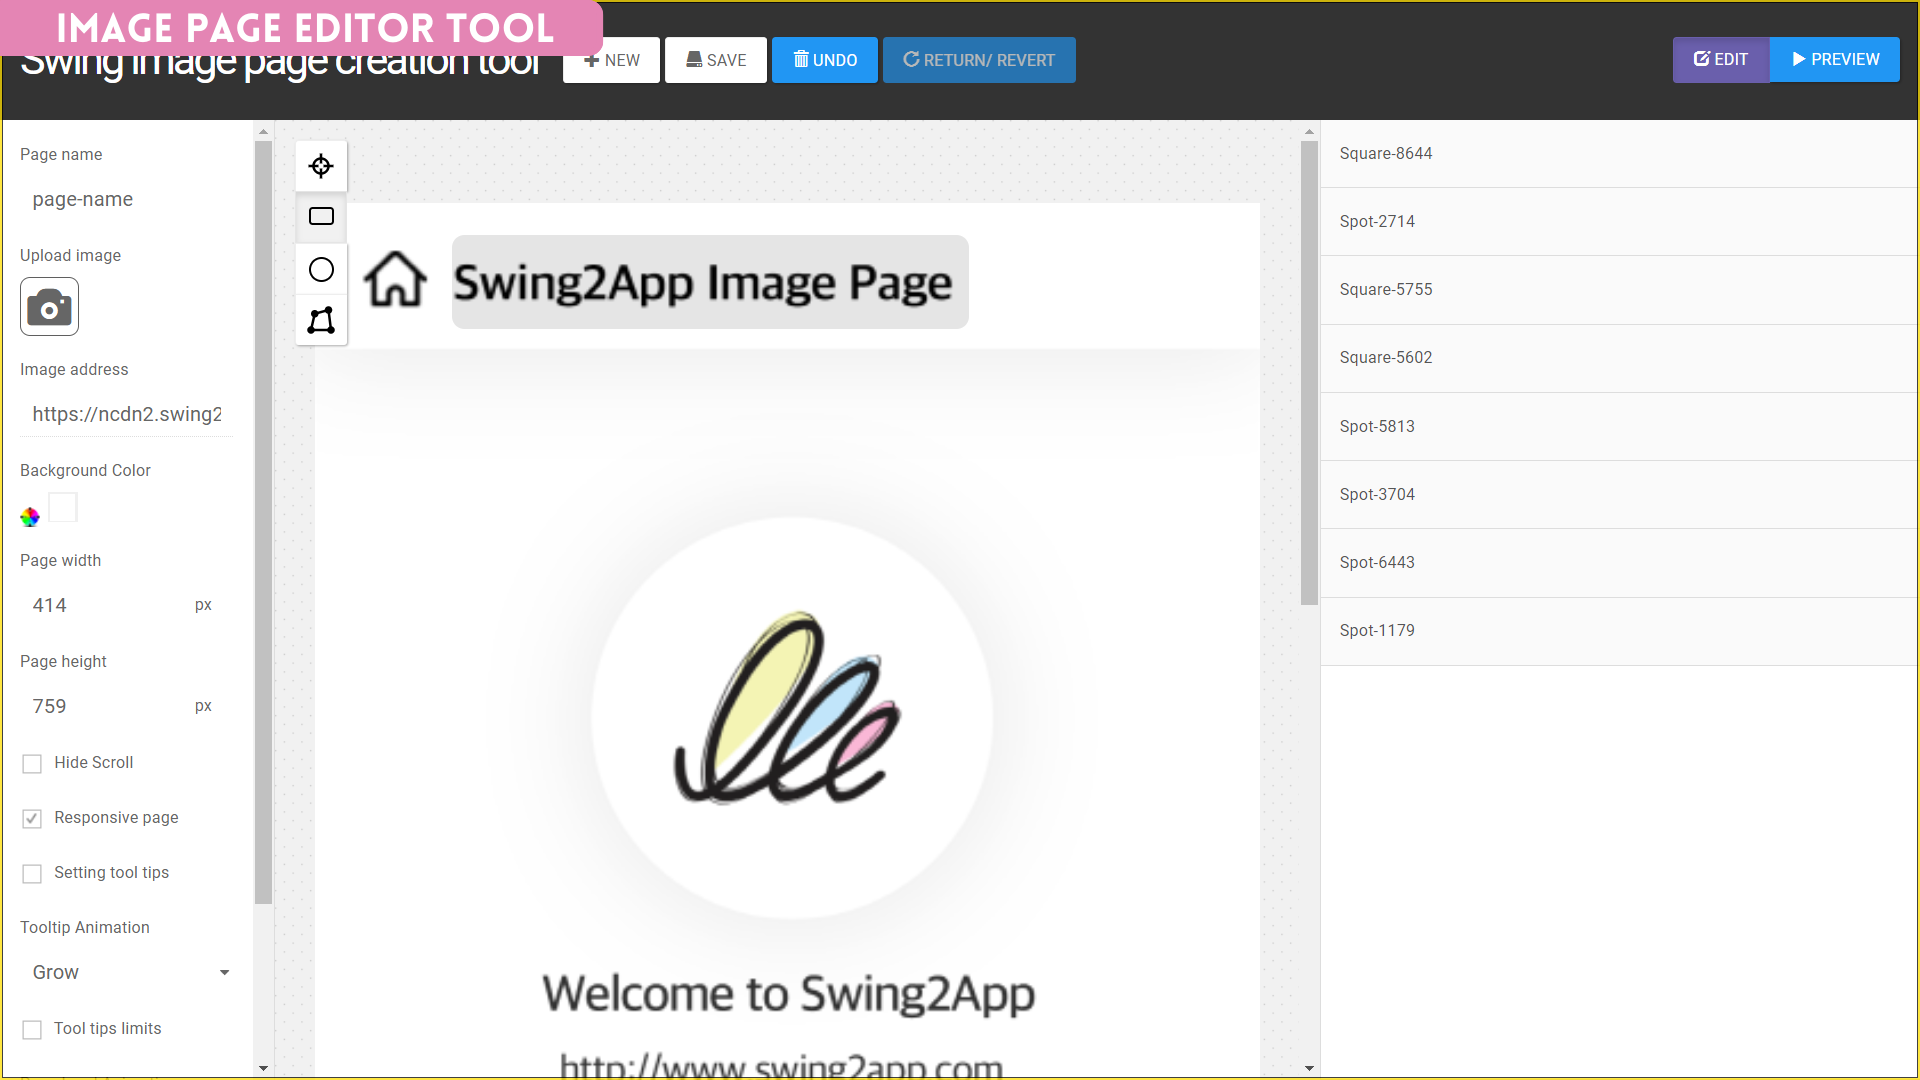 IMAGE PAGE EDITOR TOOL
Swing image page creation tool
NEW
SAVE
UNDO
RETURN/ REVERT
EDIT
PREVIEW
Page name
page-name
Upload image
Image address
https://ncdn2.swing2
Background Color
Page width
414 px
Page height
759 px
Hide Scroll
Responsive page
Setting tool tips
Tooltip Animation
Grow
Tool tips limits
Swing2App Image Page
Welcome to Swing2App
http://www.swing2app.com
Square-8644
Spot-2714
Square-5755
Square-5602
Spot-5813
Spot-3704
Spot-6443
Spot-1179